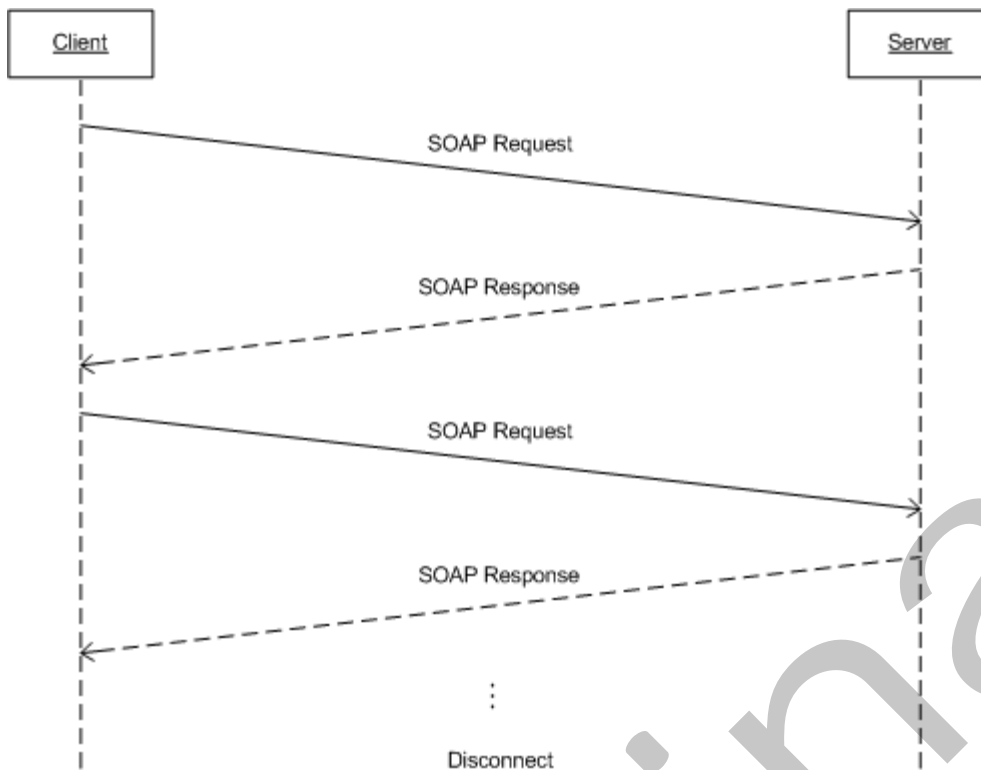 Client
Server
SOAP Request
SOAP Response
SOAP Request
SOAP Response
⋮
Disconnect